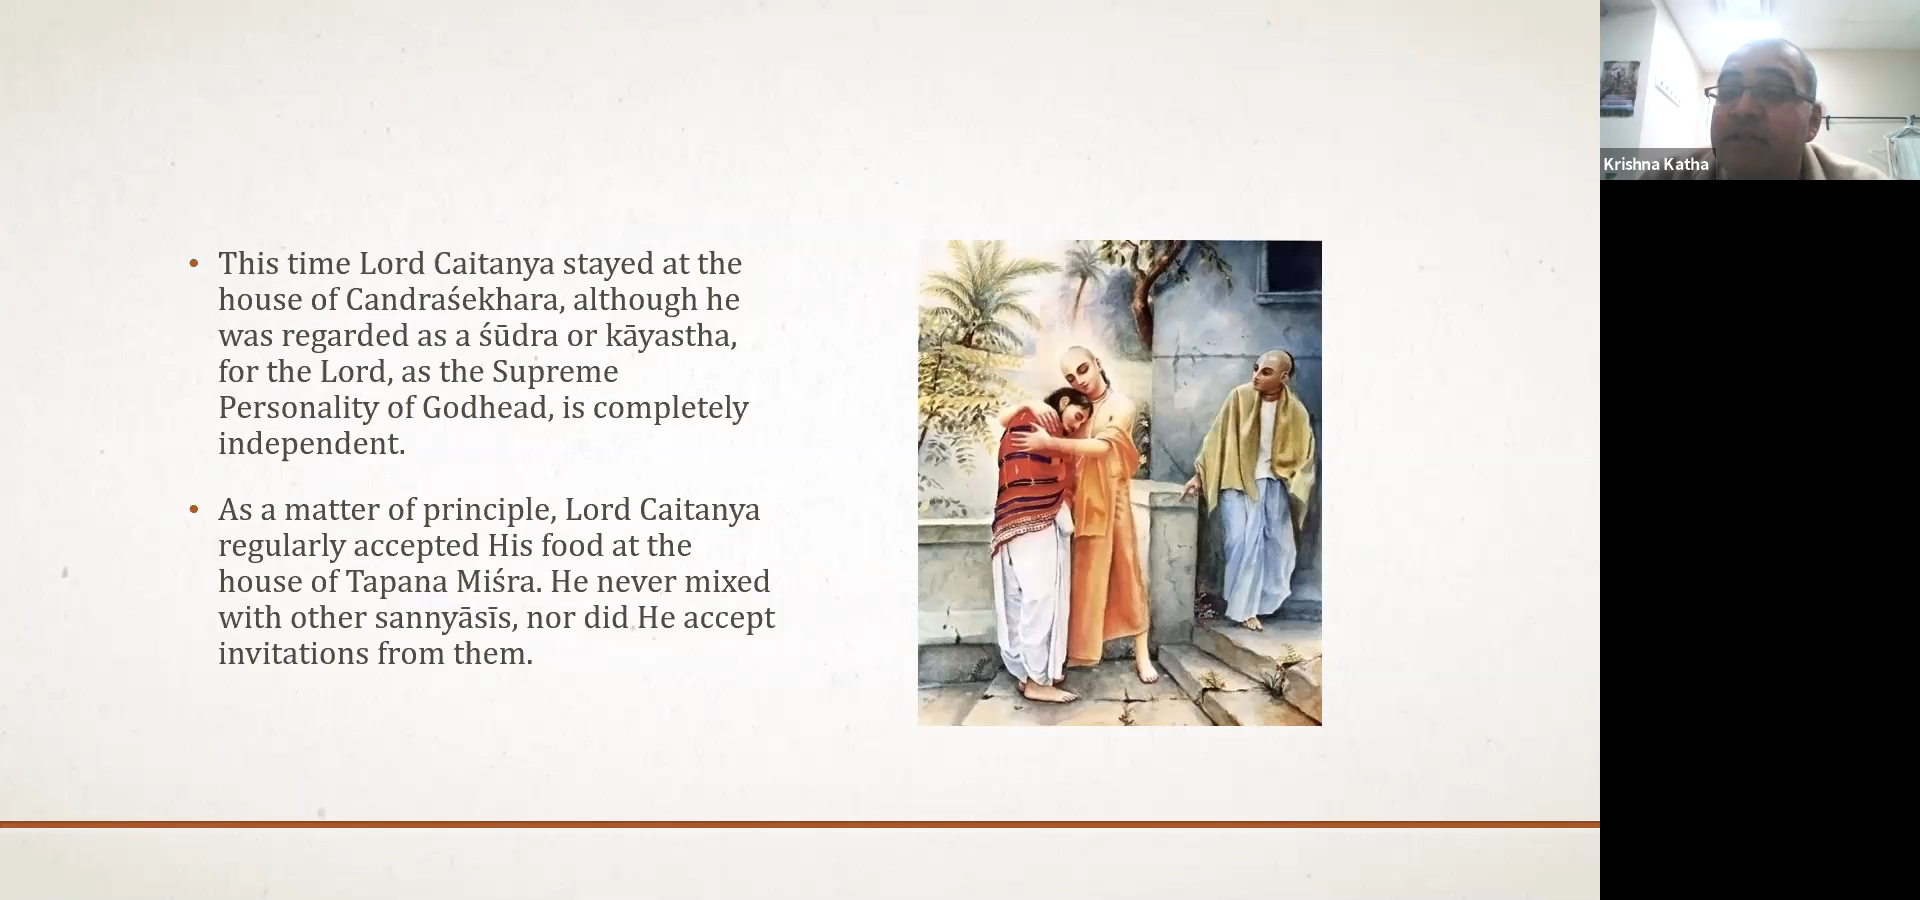 • This time Lord Caitanya stayed at the
house of Candraśekhara, although he
was regarded as a śūdra or kāyastha,
for the Lord, as the Supreme
Personality of Godhead, is completely
independent.
• As a matter of principle, Lord Caitanya
regularly accepted His food at the
house of Tapana Miśra. He never mixed
with other sannyāsīs, nor did He accept
invitations from them.
Krishna Katha